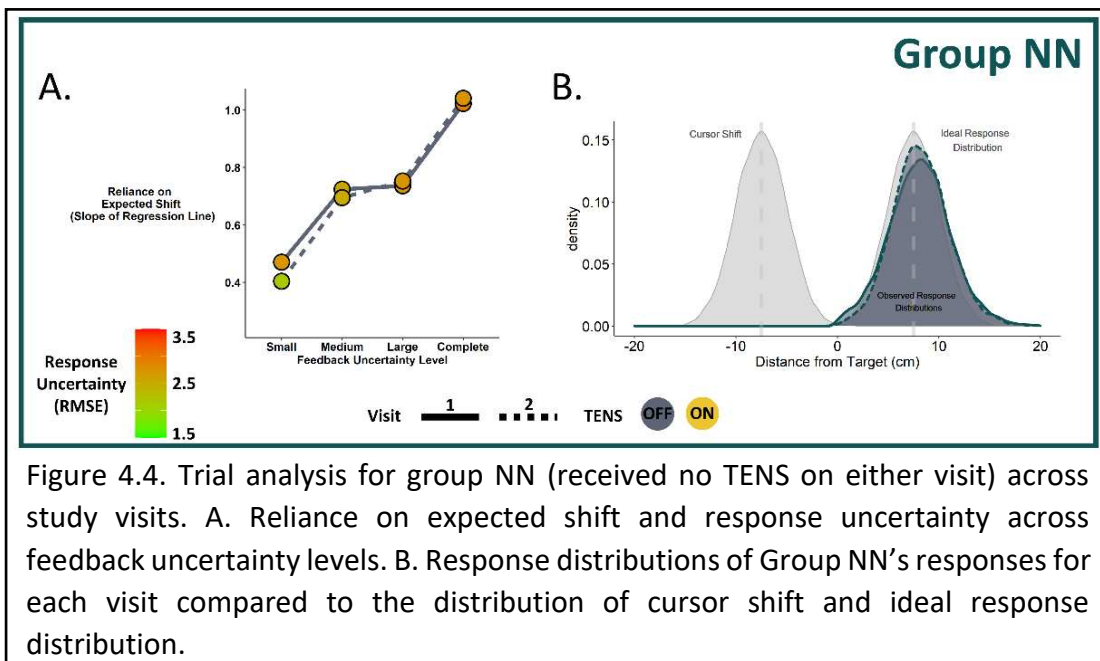 Group NN
A.
B.
1.0
0.8
0.6
0.4
Reliance on
Expected Shift
(Slope of Regression Line)
Small Medium Large Complete
Feedback Uncertainty Level
Response
Uncertainty
(RMSE)
3.5
2.5
1.5
Cursor Shift
Ideal Response
Distribution
0.15
0.10
0.05
0.00
density
Observed Response
Distributions
-20 -10 0 10 20
Distance from Target (cm)
Visit 1 2 TENS OFF ON
Figure 4.4. Trial analysis for group NN (received no TENS on either visit) across
study visits. A. Reliance on expected shift and response uncertainty across
feedback uncertainty levels. B. Response distributions of Group NN’s responses for
each visit compared to the distribution of cursor shift and ideal response
distribution.